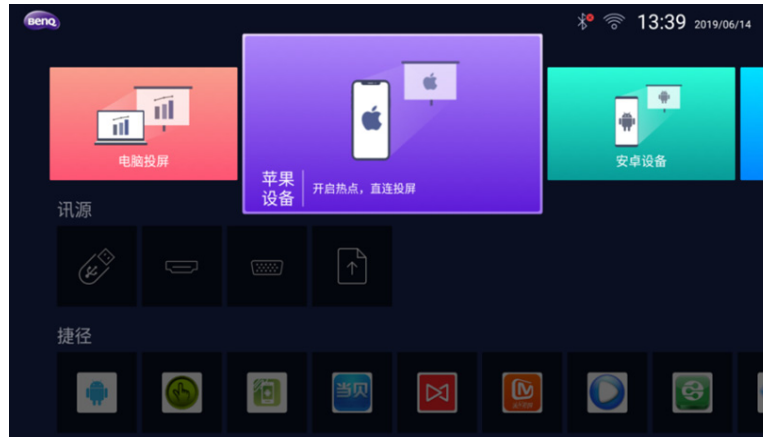 BenQ
13:39 2019/06/14
电脑投屏
苹果
设备
开启热点，直连投屏
安卓设备
讯源
捷径
当贝